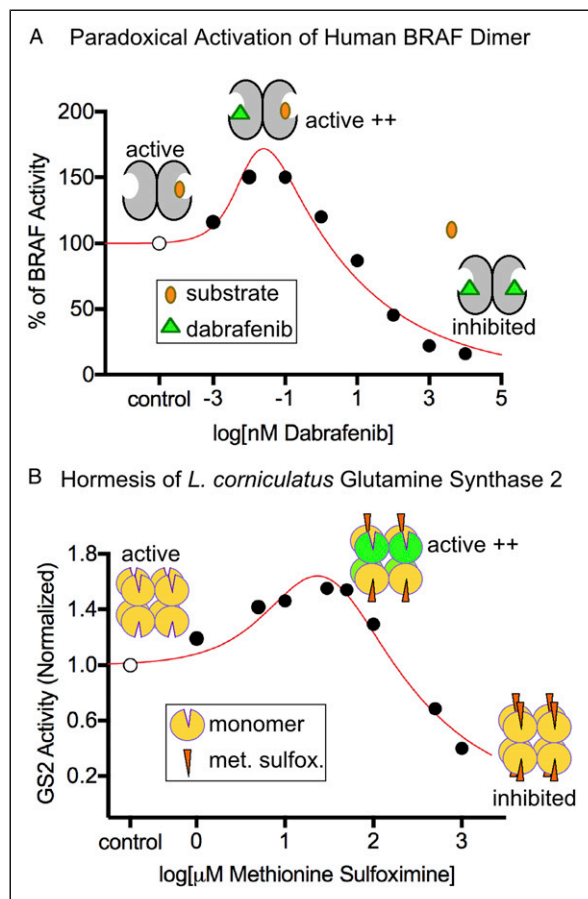 A Paradoxical Activation of Human BRAF Dimer
200
150
100
50
0
% of BRAF Activity
active
active ++
inhibited
substrate
dabrafenib
control -3 -1 1 3 5
log[nM Dabrafenib]
B Hormesis of L. corniculatus Glutamine Synthase 2
1.8
1.4
1.0
0.6
0.2
GS2 Activity (Normalized)
active
active ++
inhibited
monomer
met. sulfox.
control 0 1 2 3
log[μM Methionine Sulfoximine]